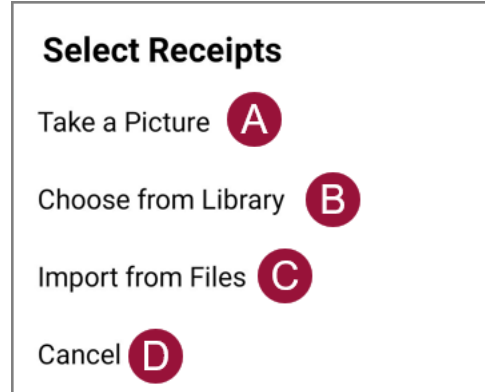 Select Receipts
Take a Picture A
Choose from Library B
Import from Files C
Cancel D